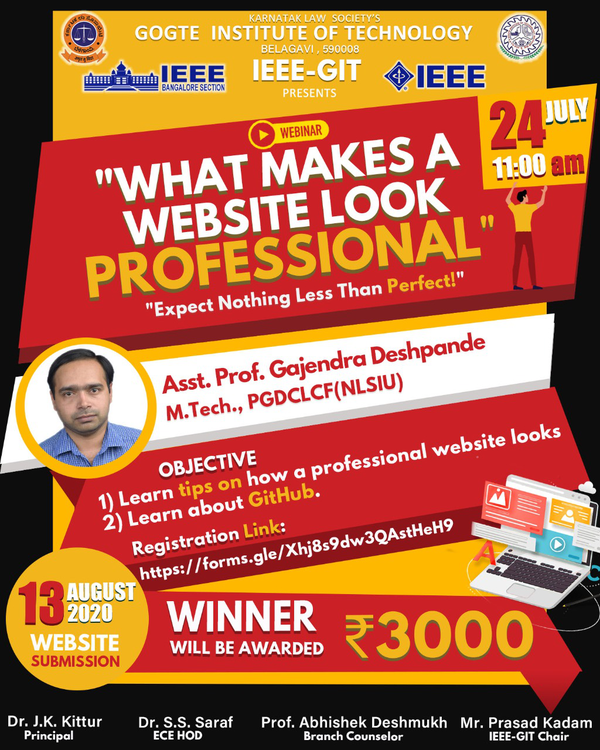 KARNATAK LAW SOCIETY'S
GOGTE INSTITUTE OF TECHNOLOGY
BELAGAVI , 590008
IEEE-GIT
PRESENTS
IEEE
BANGALORE SECTION
IEEE
24 JULY
11:00 am
WEBINAR
"WHAT MAKES A
WEBSITE LOOK
PROFESSIONAL"
"Expect Nothing Less Than Perfect!"
Asst. Prof. Gajendra Deshpande
M.Tech., PGDCLCF(NLSIU)
OBJECTIVE
1) Learn tips on how a professional website looks
2) Learn about GitHub.
Registration Link:
https://forms.gle/Xhj8s9dw3QAstHeH9
13 AUGUST
2020
WEBSITE
SUBMISSION
WINNER
WILL BE AWARDED
₹3000
Dr. J.K. Kittur
Principal
Dr. S.S. Saraf
ECE HOD
Prof. Abhishek Deshmukh
Branch Counselor
Mr. Prasad Kadam
IEEE-GIT Chair
A
C